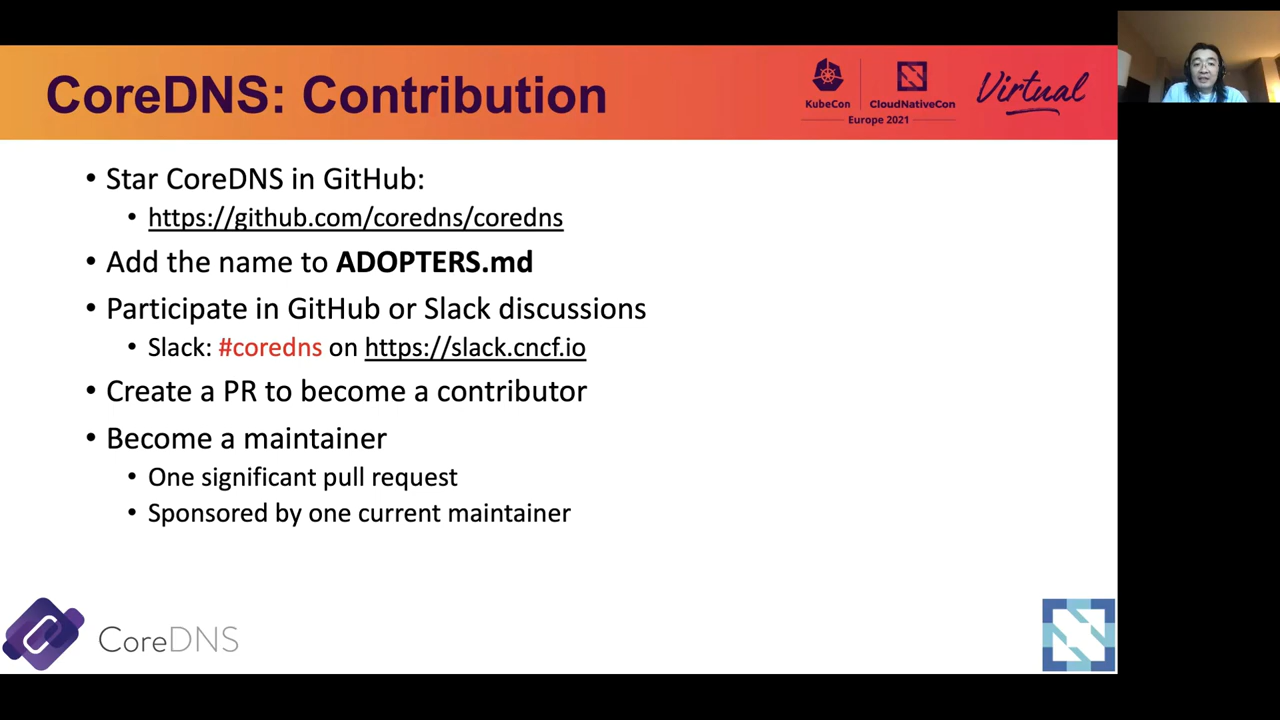 CoreDNS: Contribution
KubeCon
CloudNativeCon
Europe 2021
Virtual
• Star CoreDNS in GitHub:
• https://github.com/coredns/coredns
• Add the name to ADOPTERS.md
• Participate in GitHub or Slack discussions
• Slack: #coredns on https://slack.cncf.io
• Create a PR to become a contributor
• Become a maintainer
• One significant pull request
• Sponsored by one current maintainer
CoreDNS